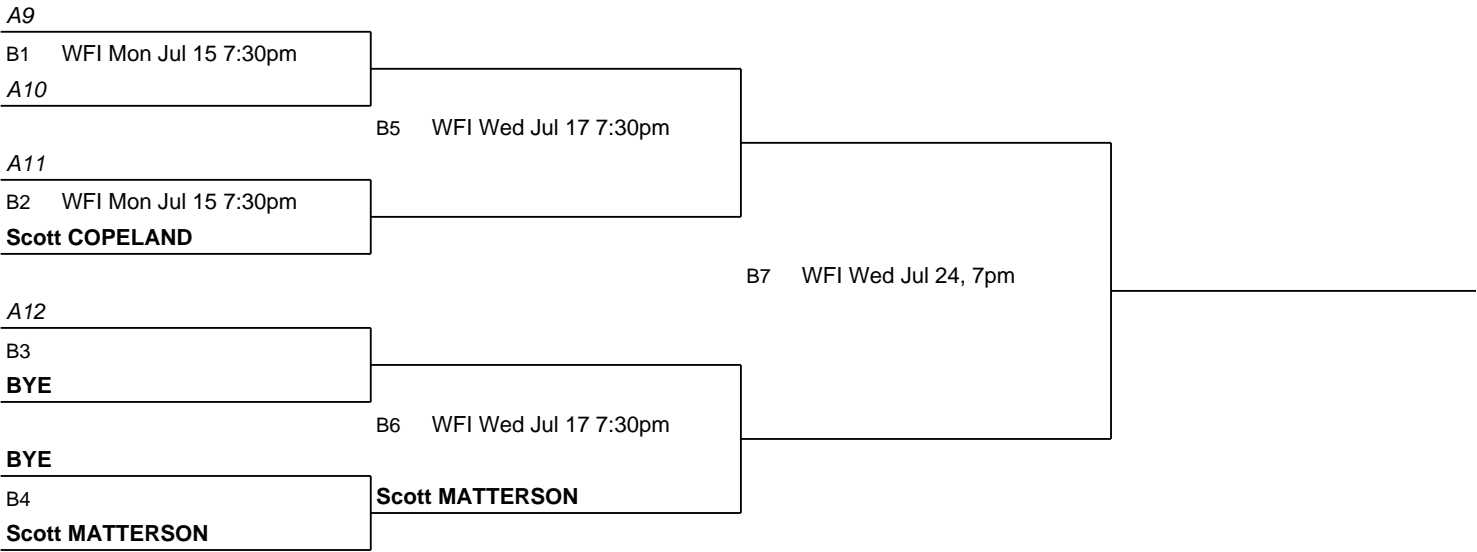 A9
B1 WFI Mon Jul 15 7:30pm
A10
B5 WFI Wed Jul 17 7:30pm
A11
B2 WFI Mon Jul 15 7:30pm
Scott COPELAND
B7 WFI Wed Jul 24, 7pm
A12
B3
BYE
B6 WFI Wed Jul 17 7:30pm
BYE
B4
Scott MATTERSON
Scott MATTERSON